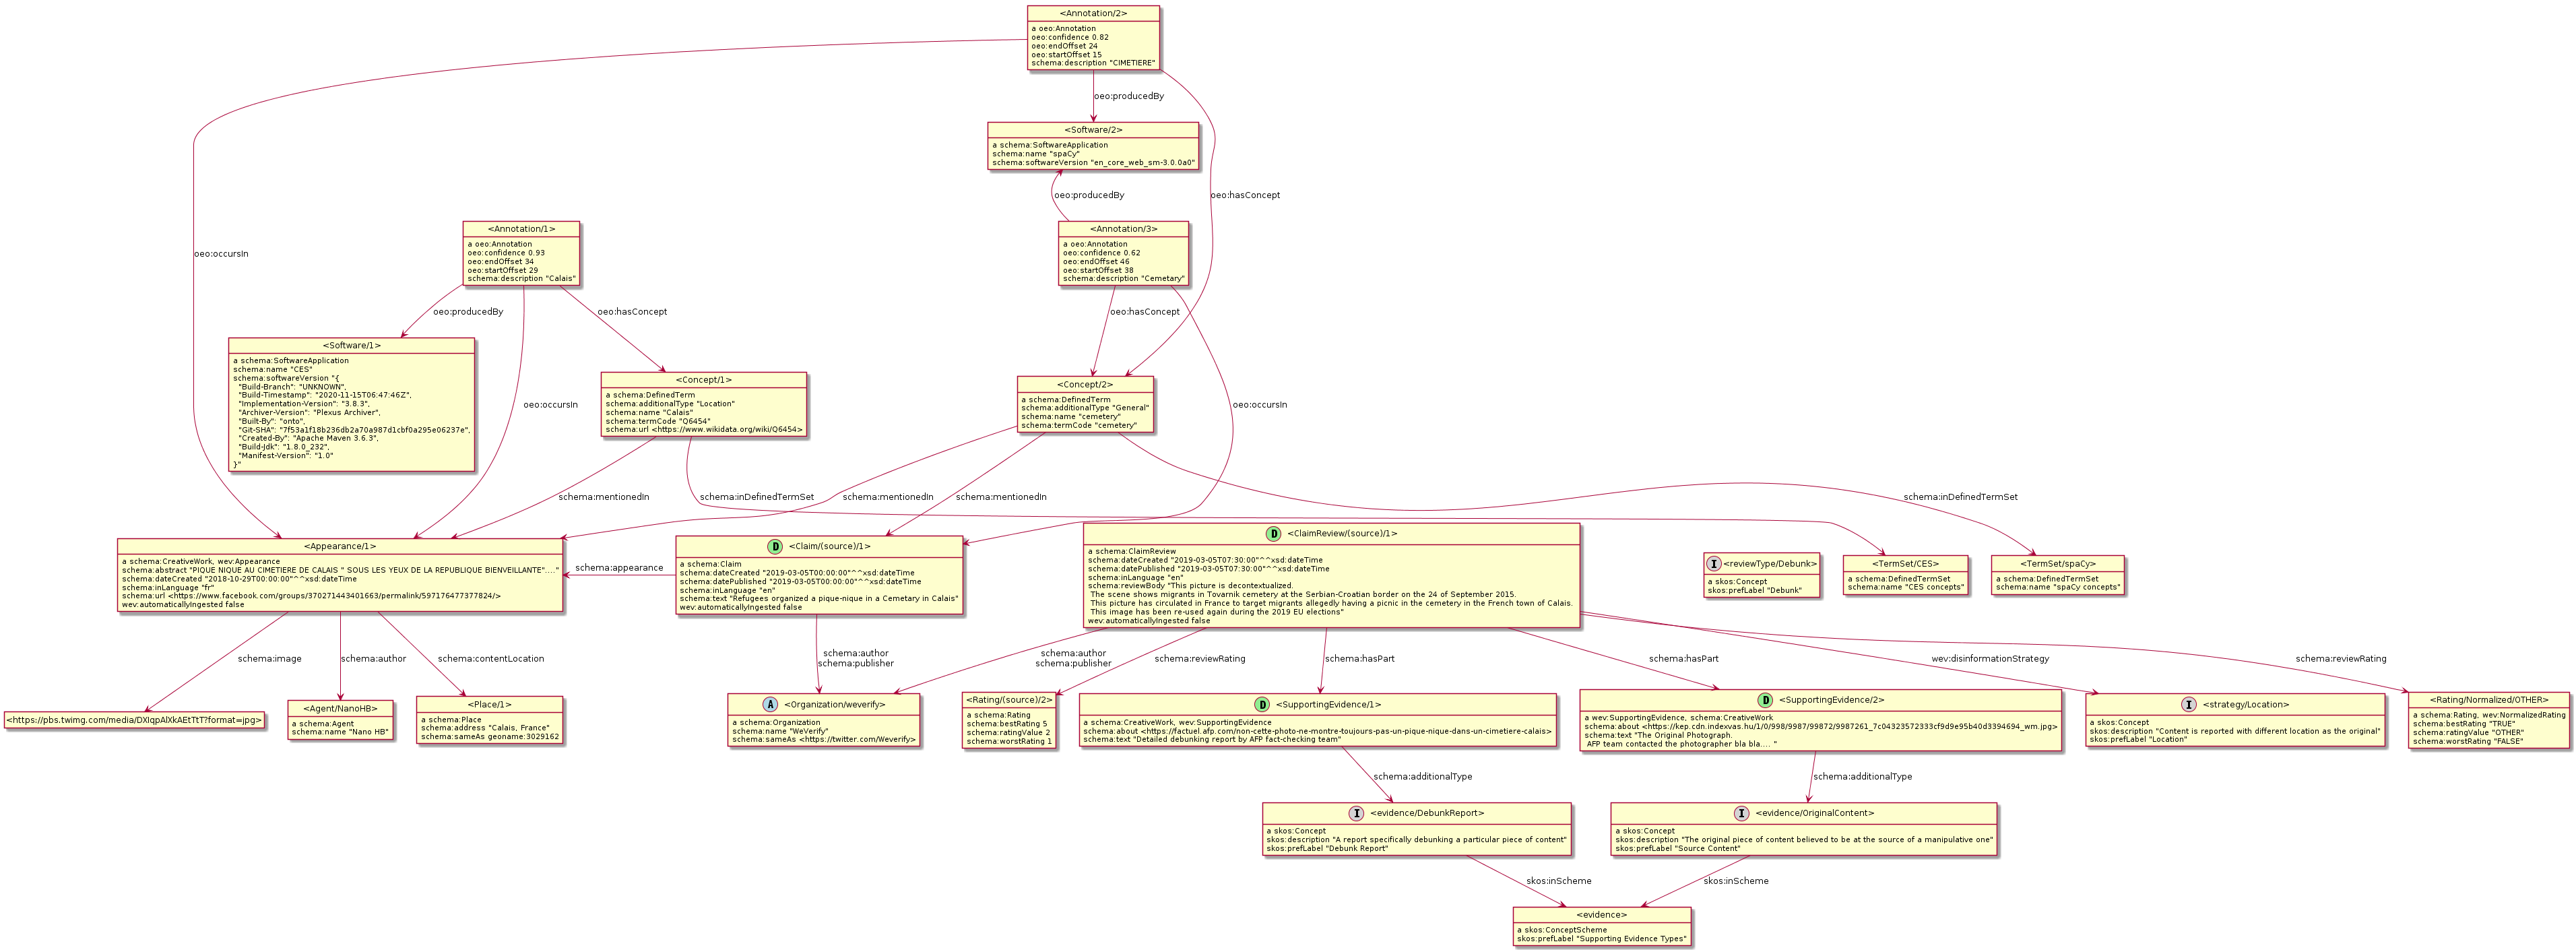 <Annotation/2>
a oeo:Annotation
oeo:confidence 0.82
oeo:endOffset 24
oeo:startOffset 15
schema:description "CIMETIERE"
oeo:producedBy
<Software/2>
a schema:SoftwareApplication
schema:name "spaCy"
schema:softwareVersion "en_core_web_sm-3.0.0a0"
oeo:producedBy
oeo:hasConcept
<Annotation/1>
a oeo:Annotation
oeo:confidence 0.93
oeo:endOffset 34
oeo:startOffset 29
schema:description "Calais"
<Annotation/3>
a oeo:Annotation
oeo:confidence 0.62
oeo:endOffset 46
oeo:startOffset 38
schema:description "Cemetary"
oeo:occursIn
oeo:producedBy
oeo:hasConcept
oeo:hasConcept
<Software/1>
a schema:SoftwareApplication
schema:name "CES"
schema:softwareVersion "{
"Build-Branch": "UNKNOWN",
"Build-Timestamp": "2020-11-15T06:47:46Z",
"Implementation-Version": "3.8.3",
"Archiver-Version": "Plexus Archiver",
"Built-By": "onto",
"Git-SHA": "7f53a1f18b236db2a70a987d1cbf0a295e06237e",
"Created-By": "Apache Maven 3.6.3",
"Build-Jdk": "1.8.0_232",
"Manifest-Version": "1.0"
}"
oeo:occursIn
<Concept/1>
a schema:DefinedTerm
schema:additionalType "Location"
schema:name "Calais"
schema:termCode "Q6454"
schema:url <https://www.wikidata.org/wiki/Q6454>
<Concept/2>
a schema:DefinedTerm
schema:additionalType "General"
schema:name "cemetery"
schema:termCode "cemetery"
oeo:occursIn
schema:mentionedIn
schema:inDefinedTermSet
schema:mentionedIn
schema:mentionedIn
schema:inDefinedTermSet
<Appearance/1>
a schema:CreativeWork, wev:Appearance
schema:abstract "PIQUE NIQUE AU CIMETIERE DE CALAIS " SOUS LES YEUX DE LA REPUBLIQUE BIENVEILLANTE"...."
schema:dateCreated "2018-10-29T00:00:00"^^xsd:dateTime
schema:inLanguage "fr"
schema:url <https://www.facebook.com/groups/370271443401663/permalink/597176477377824/>
wev:automaticallyIngested false
schema:appearance
D <Claim/(source)/1>
a schema:Claim
schema:dateCreated "2019-03-05T00:00:00"^^xsd:dateTime
schema:datePublished "2019-03-05T00:00:00"^^xsd:dateTime
schema:inLanguage "en"
schema:text "Refugees organized a pique-nique in a Cemetary in Calais"
wev:automaticallyIngested false
D <ClaimReview/(source)/1>
a schema:ClaimReview
schema:dateCreated "2019-03-05T07:30:00"^^xsd:dateTime
schema:datePublished "2019-03-05T07:30:00"^^xsd:dateTime
schema:inLanguage "en"
schema:reviewBody "This picture is decontextualized.
The scene shows migrants in Tovarnik cemetery at the Serbian-Croatian border on the 24 of September 2015.
This picture has circulated in France to target migrants allegedly having a picnic in the cemetery in the French town of Calais.
This image has been re-used again during the 2019 EU elections"
wev:automaticallyIngested false
I <reviewType/Debunk>
a skos:Concept
skos:prefLabel "Debunk"
<TermSet/CES>
a schema:DefinedTermSet
schema:name "CES concepts"
<TermSet/spaCy>
a schema:DefinedTermSet
schema:name "spaCy concepts"
schema:image
schema:author
schema:contentLocation
schema:author
schema:publisher
schema:author
schema:publisher
schema:reviewRating
schema:hasPart
schema:hasPart
wev:disinformationStrategy
schema:reviewRating
<https://pbs.twimg.com/media/DXIqpAlXkAEtTtT?format=jpg>
<Agent/NanoHB>
a schema:Agent
schema:name "Nano HB"
<Place/1>
a schema:Place
schema:address "Calais, France"
schema:sameAs geoname:3029162
A <Organization/weverify>
a schema:Organization
schema:name "WeVerify"
schema:sameAs <https://twitter.com/Weverify>
<Rating/(source)/2>
a schema:Rating
schema:bestRating 5
schema:ratingValue 2
schema:worstRating 1
D <SupportingEvidence/1>
a schema:CreativeWork, wev:SupportingEvidence
schema:about <https://factuel.afp.com/non-cette-photo-ne-montre-toujours-pas-un-pique-nique-dans-un-cimetiere-calais>
schema:text "Detailed debunking report by AFP fact-checking team"
D <SupportingEvidence/2>
a wev:SupportingEvidence, schema:CreativeWork
schema:about <https://kep.cdn.indexvas.hu/1/0/998/9987/99872/9987261_7c04323572333cf9d9e95b40d3394694_wm.jpg>
schema:text "The Original Photograph.
AFP team contacted the photographer bla bla.... "
I <strategy/Location>
a skos:Concept
skos:description "Content is reported with different location as the original"
skos:prefLabel "Location"
<Rating/Normalized/OTHER>
a schema:Rating, wev:NormalizedRating
schema:bestRating "TRUE"
schema:ratingValue "OTHER"
schema:worstRating "FALSE"
schema:additionalType
schema:additionalType
I <evidence/DebunkReport>
a skos:Concept
skos:description "A report specifically debunking a particular piece of content"
skos:prefLabel "Debunk Report"
I <evidence/OriginalContent>
a skos:Concept
skos:description "The original piece of content believed to be at the source of a manipulative one"
skos:prefLabel "Source Content"
skos:inScheme
skos:inScheme
<evidence>
a skos:ConceptScheme
skos:prefLabel "Supporting Evidence Types"